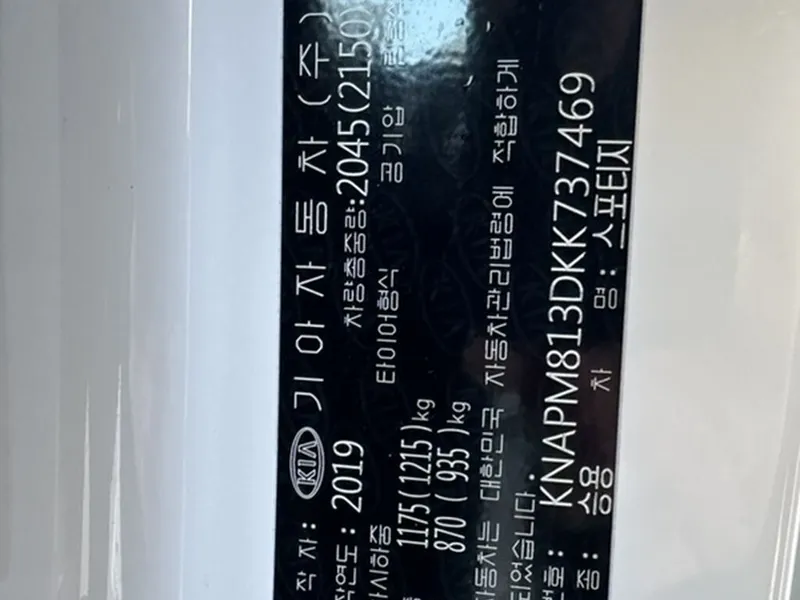 작 자: KIA 기 아 자 동 차 ( 주 )
작연도 : 2019 차량총중량:2045(2150)
타이어형식 공기압
1175(1215)kg
870 ( 935 )kg
자동차는 대한민국 자동차관리법령에 적합하게
되었습니다.
번호: KNAPM813DKK737469
종: 승용 차 명: 스포티지